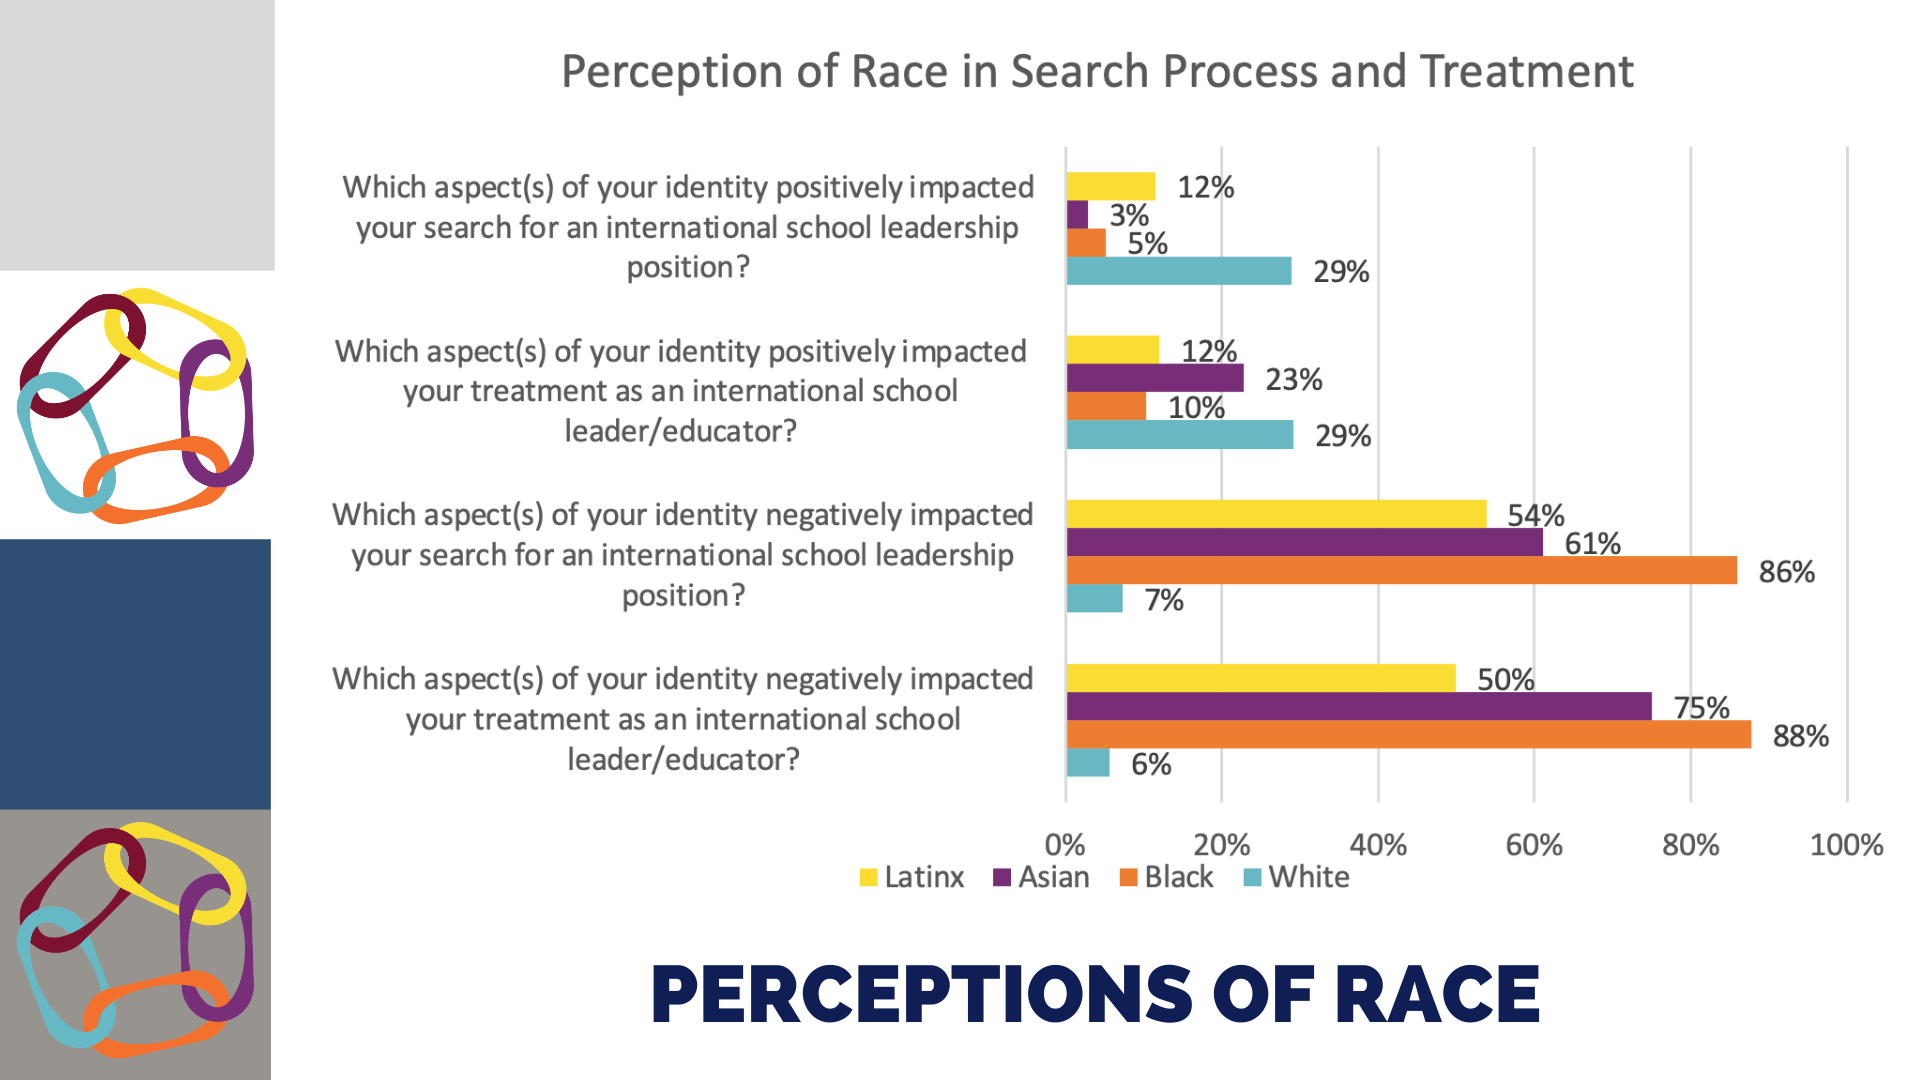 Perception of Race in Search Process and Treatment
Which aspect(s) of your identity positively impacted
your search for an international school leadership
position?
12%
3%
5%
29%
Which aspect(s) of your identity positively impacted
your treatment as an international school
leader/educator?
12%
23%
10%
29%
Which aspect(s) of your identity negatively impacted
your search for an international school leadership
position?
54%
61%
86%
7%
Which aspect(s) of your identity negatively impacted
your treatment as an international school
leader/educator?
50%
75%
88%
6%
0% 20% 40% 60% 80% 100%
Latinx Asian Black White
PERCEPTIONS OF RACE